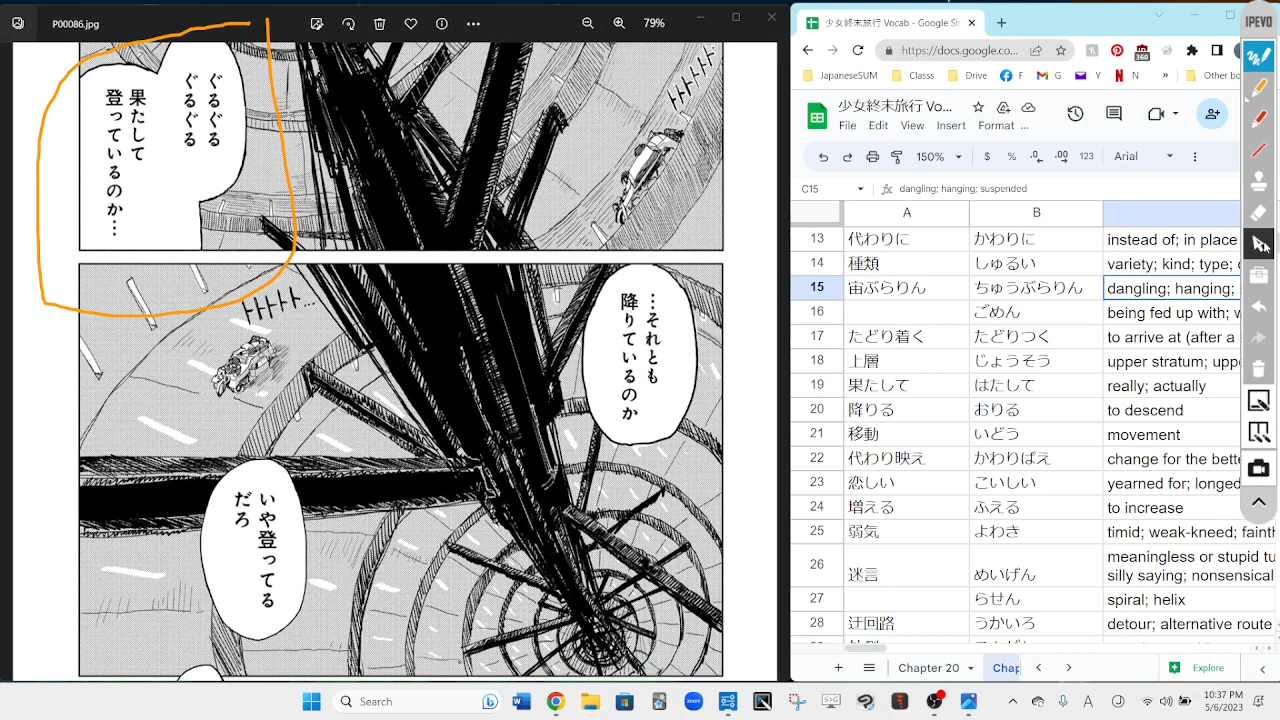 P00086.jpg
79%
ぐるぐる
ぐるぐる
果たして
登っているのか…
トトトト
…それとも
降りているのか
トトトト…
いや登ってる
だろ
少女終末旅行 Vocab - Google Sh
https://docs.google.co...
JapaneseSUM
Classs
Drive
F
G
Y
N
Other bo
少女終末旅行 Voc...
File Edit View Insert Format ...
150%
$
%
.0
.00
123
Arial
C15
fx dangling; hanging; suspended
A B
13 代わりに かわりに instead of; in place
14 種類 しゅるい variety; kind; type;
15 宙ぶらりん ちゅうぶらりん dangling; hanging;
16 ごめん being fed up with; w
17 たどり着く たどりつく to arrive at (after a
18 上層 じょうそう upper stratum; upp
19 果たして はたして really; actually
20 降りる おりる to descend
21 移動 いどう movement
22 代わり映え かわりばえ change for the bette
23 恋しい こいしい yearned for; longed
24 増える ふえる to increase
25 弱気 よわき timid; weak-kneed; faint
26 迷言 めいげん meaningless or stupid tu
silly saying; nonsensical
27 らせん spiral; helix
28 迂回路 うかいろ detour; alternative route
Chapter 20
Chap
Explore
IPEVO
Search
10:37 PM
5/6/2023